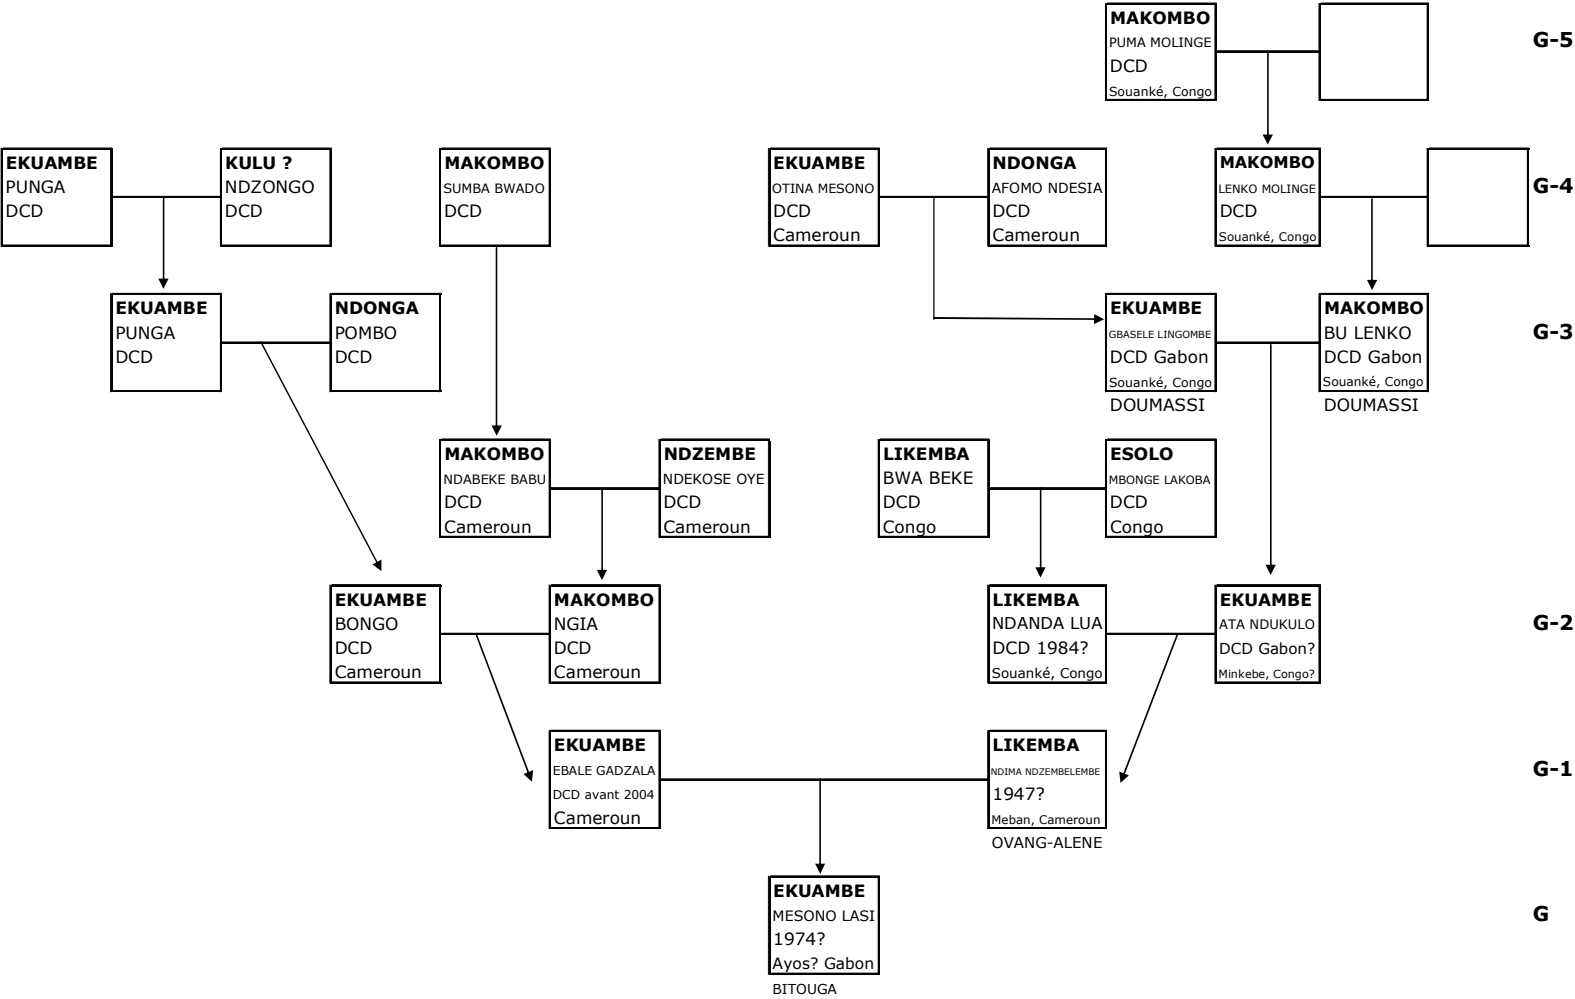 MAKOMBO
PUMA MOLINGE
DCD
Souanké, Congo
G-5
EKUAMBE
PUNGA
DCD
KULU ?
NDZONGO
DCD
MAKOMBO
SUMBA BWADO
DCD
EKUAMBE
OTINA MESONO
DCD
Cameroun
NDONGA
AFOMO NDESIA
DCD
Cameroun
MAKOMBO
LENKO MOLINGE
DCD
Souanké, Congo
G-4
EKUAMBE
PUNGA
DCD
NDONGA
POMBO
DCD
EKUAMBE
GBASELE LINGOMBE
DCD Gabon
Souanké, Congo
DOUMASSI
MAKOMBO
BU LENKO
DCD Gabon
Souanké, Congo
DOUMASSI
G-3
MAKOMBO
NDABEKE BABU
DCD
Cameroun
NDZEMBE
NDEKOSE OYE
DCD
Cameroun
LIKEMBA
BWA BEKE
DCD
Congo
ESOLO
MBONGE LAKOBA
DCD
Congo
EKUAMBE
BONGO
DCD
Cameroun
MAKOMBO
NGIA
DCD
Cameroun
LIKEMBA
NDANDA LUA
DCD 1984?
Souanké, Congo
EKUAMBE
ATA NDUKULO
DCD Gabon?
Minkebe, Congo?
G-2
EKUAMBE
EBALE GADZALA
DCD avant 2004
Cameroun
LIKEMBA
NDIMA NDZEMBELEMBE
1947?
Meban, Cameroun
OVANG-ALENE
G-1
EKUAMBE
MESONO LASI
1974?
Ayos? Gabon
BITOUGA
G